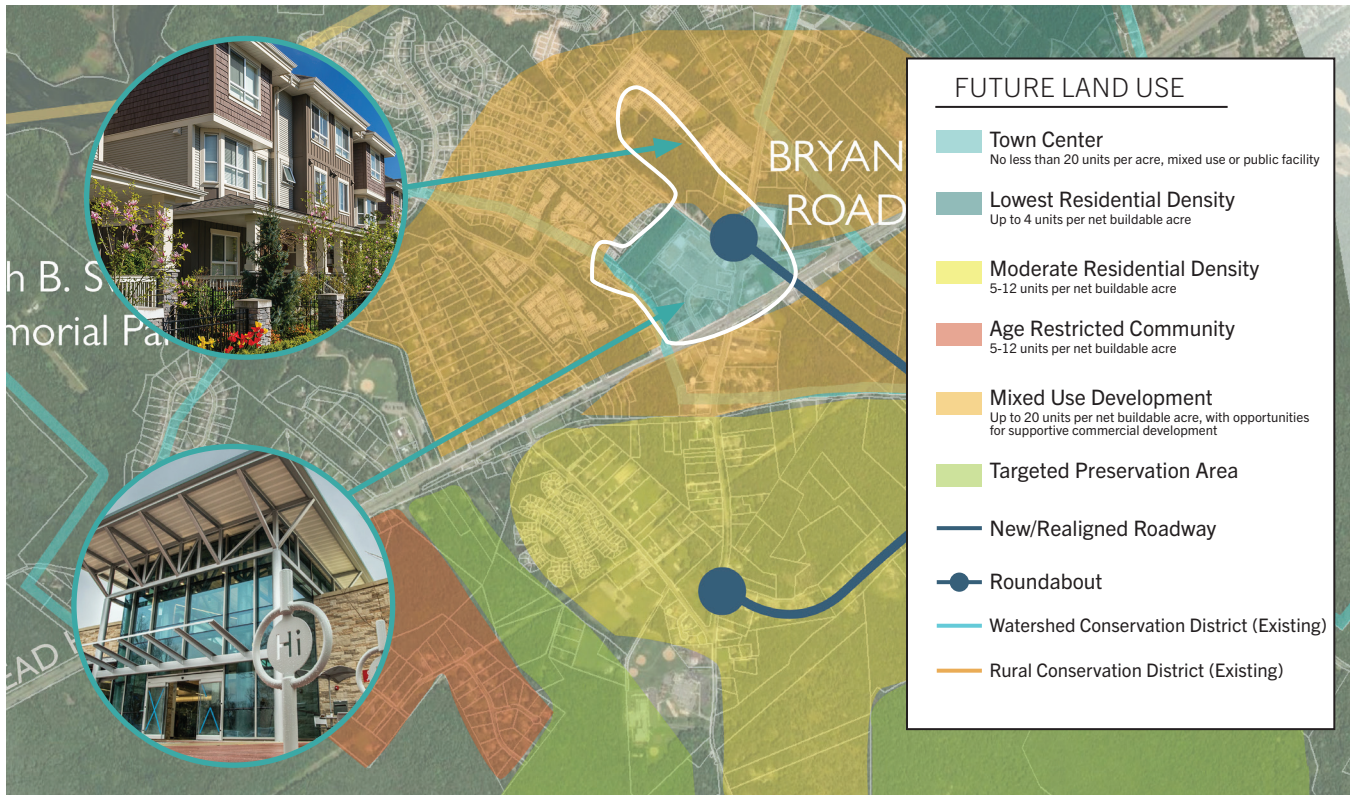 BRYAN
ROAD
h B. S
morial Pa
EAD H
Hi
FUTURE LAND USE
Town Center
No less than 20 units per acre, mixed use or public facility
Lowest Residential Density
Up to 4 units per net buildable acre
Moderate Residential Density
5-12 units per net buildable acre
Age Restricted Community
5-12 units per net buildable acre
Mixed Use Development
Up to 20 units per net buildable acre, with opportunities
for supportive commercial development
Targeted Preservation Area
New/Realigned Roadway
Roundabout
Watershed Conservation District (Existing)
Rural Conservation District (Existing)